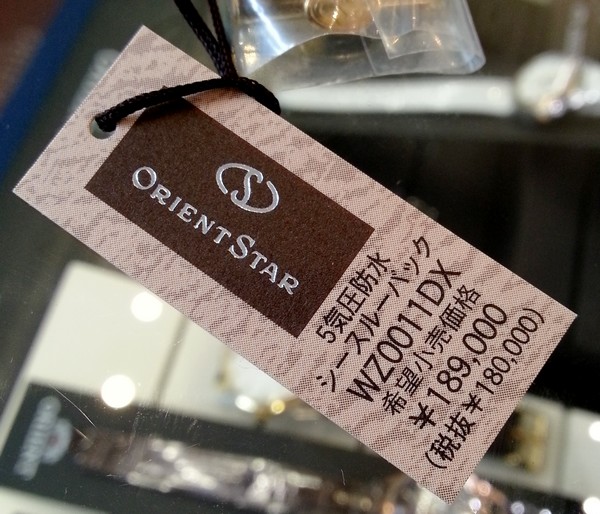 ORIENT STAR
5気圧防水
シースルーバック
WZ0011DX
希望小売価格
¥189,000
(税抜¥180,000)